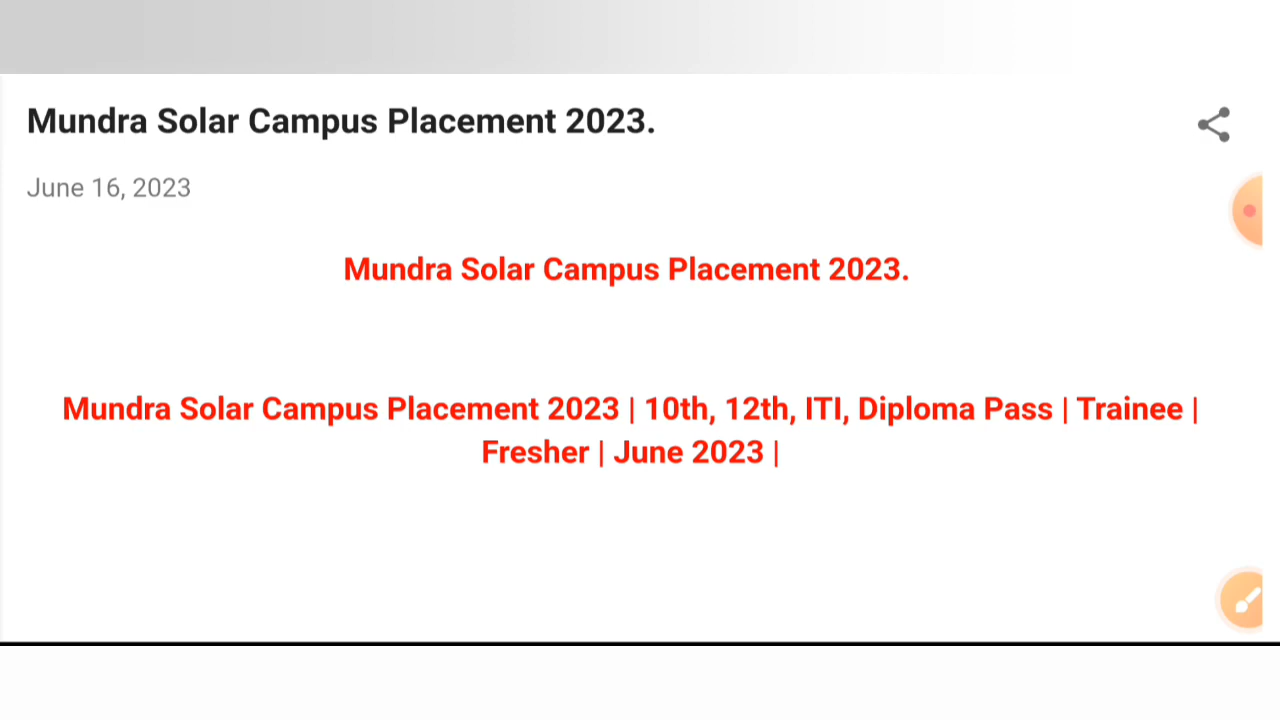 Mundra Solar Campus Placement 2023.
June 16, 2023
Mundra Solar Campus Placement 2023.
Mundra Solar Campus Placement 2023 | 10th, 12th, ITI, Diploma Pass | Trainee |
Fresher | June 2023 |